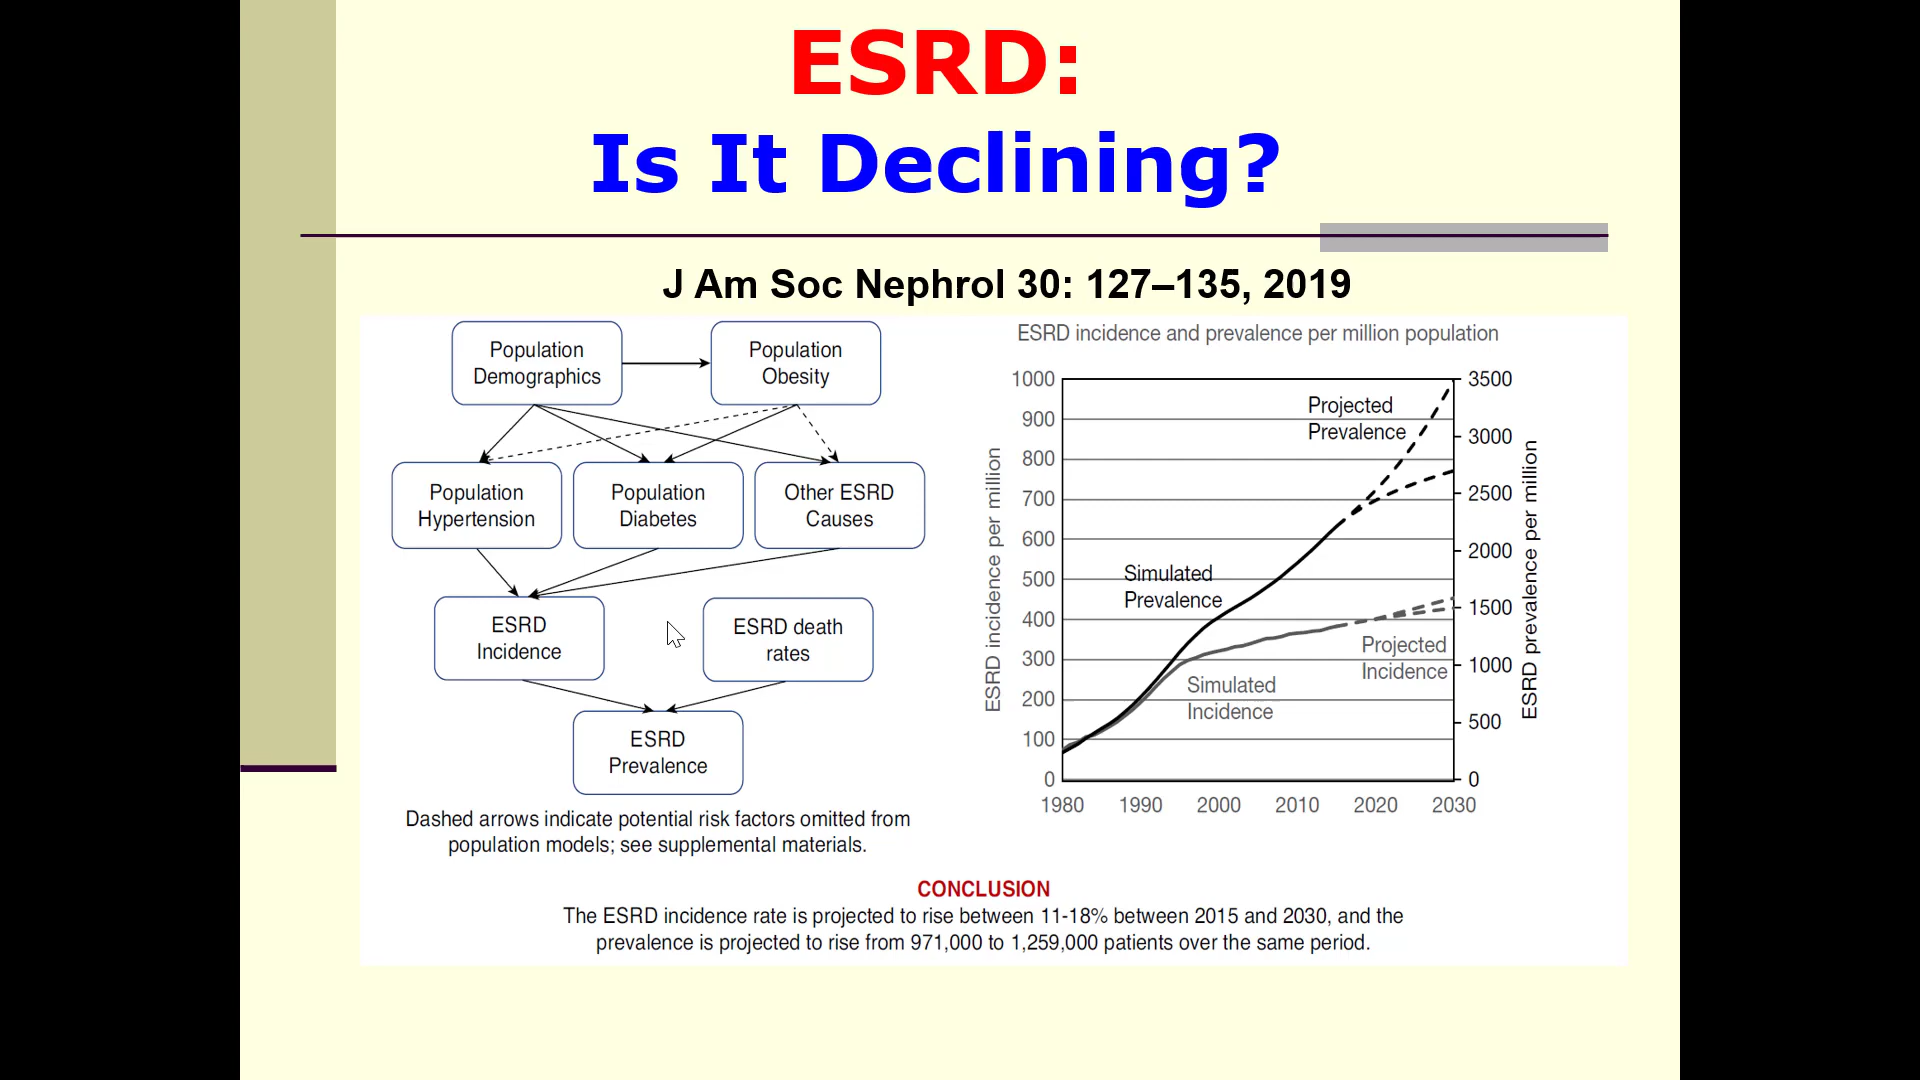 ESRD:
Is It Declining?
J Am Soc Nephrol 30: 127–135, 2019
Population
Demographics
Population
Obesity
Population
Hypertension
Population
Diabetes
Other ESRD
Causes
ESRD
Incidence
ESRD death
rates
ESRD
Prevalence
Dashed arrows indicate potential risk factors omitted from
population models; see supplemental materials.
ESRD incidence and prevalence per million population
ESRD incidence per million
1000
900
800
700
600
500
400
300
200
100
0
Projected
Prevalence
Simulated
Prevalence
Projected
Incidence
Simulated
Incidence
3500
3000
2500
2000
1500
1000
500
0
ESRD prevalence per million
1980 1990 2000 2010 2020 2030
CONCLUSION
The ESRD incidence rate is projected to rise between 11-18% between 2015 and 2030, and the
prevalence is projected to rise from 971,000 to 1,259,000 patients over the same period.